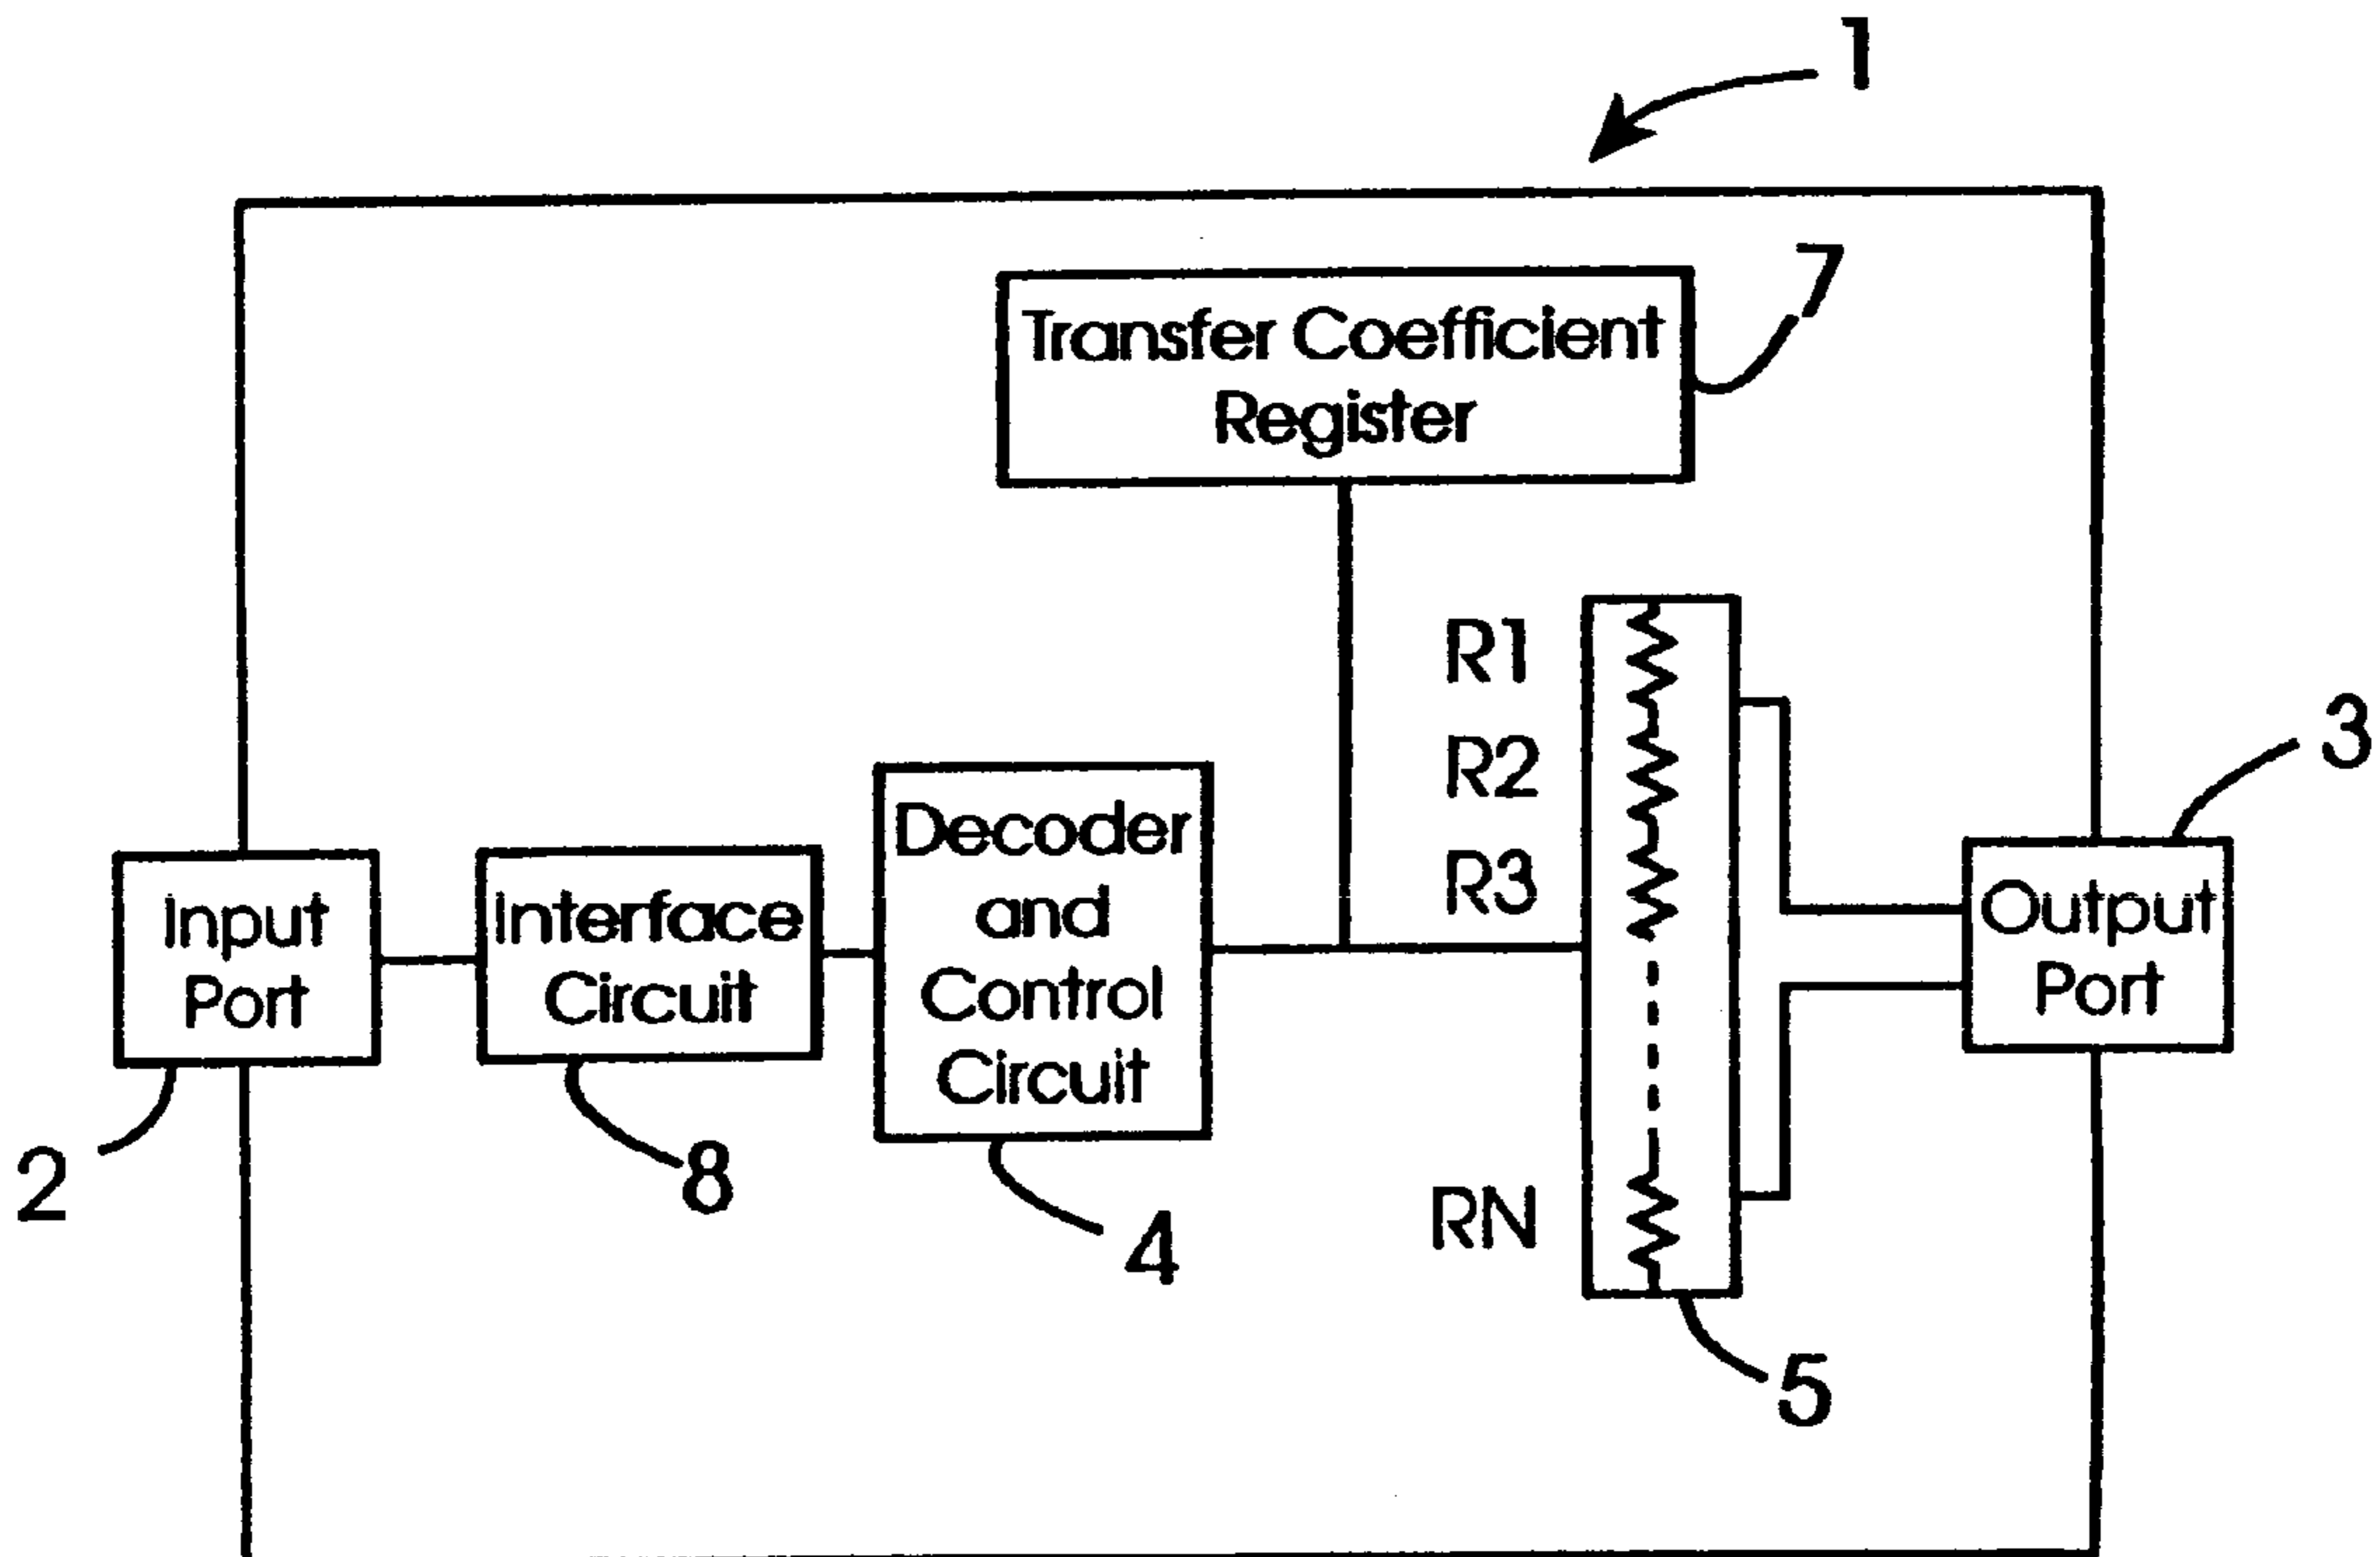 1
Transfer Coefficient
Register
7
R1
R2
R3
RN
3
Input
Port
2
Interface
Circuit
8
Decoder
and
Control
Circuit
4
Output
Port
5